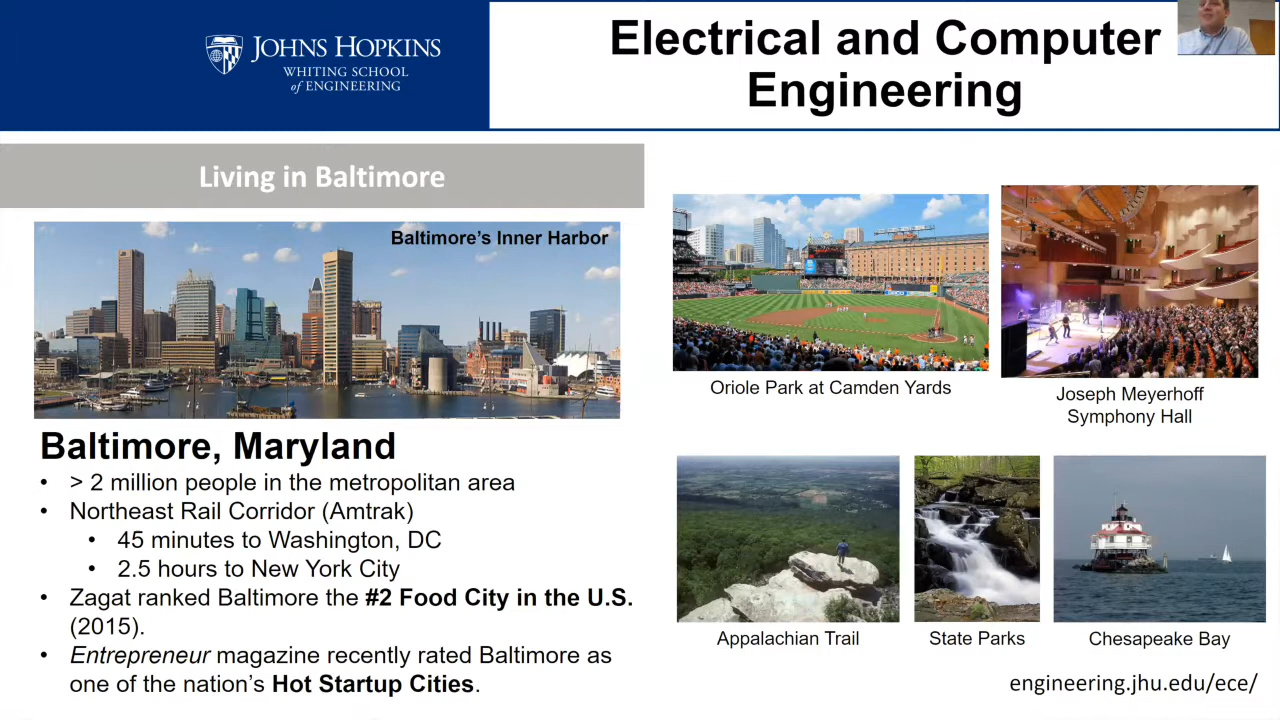 JOHNS HOPKINS
WHITING SCHOOL
of ENGINEERING
Electrical and Computer
Engineering
Living in Baltimore
Baltimore's Inner Harbor
Baltimore, Maryland
• > 2 million people in the metropolitan area
• Northeast Rail Corridor (Amtrak)
• 45 minutes to Washington, DC
• 2.5 hours to New York City
• Zagat ranked Baltimore the #2 Food City in the U.S.
(2015).
• Entrepreneur magazine recently rated Baltimore as
one of the nation's Hot Startup Cities.
Oriole Park at Camden Yards
Joseph Meyerhoff
Symphony Hall
Appalachian Trail
State Parks
Chesapeake Bay
engineering.jhu.edu/ece/